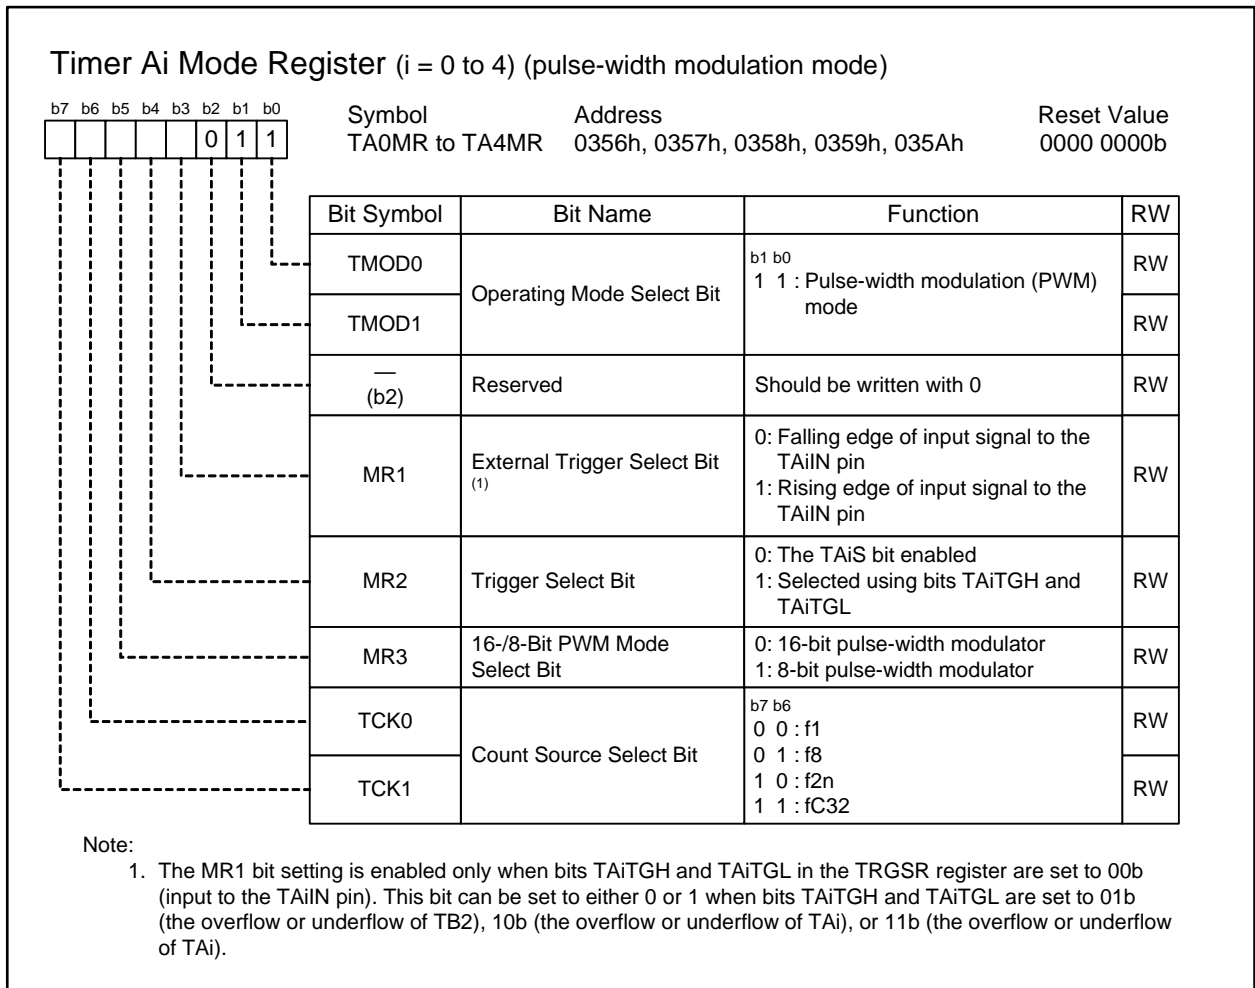 Timer Ai Mode Register (i = 0 to 4) (pulse-width modulation mode)
b7 b6 b5 b4 b3 b2 b1 b0
0 1 1
Symbol Address Reset Value
TA0MR to TA4MR 0356h, 0357h, 0358h, 0359h, 035Ah 0000 0000b
Bit Symbol Bit Name Function RW
TMOD0
TMOD1
Operating Mode Select Bit
b1 b0
1 1 : Pulse-width modulation (PWM)
mode
RW
RW
—
(b2)
Reserved
Should be written with 0
RW
MR1
External Trigger Select Bit
(1)
0: Falling edge of input signal to the
TAiIN pin
1: Rising edge of input signal to the
TAiIN pin
RW
MR2
Trigger Select Bit
0: The TAiS bit enabled
1: Selected using bits TAiTGH and
TAiTGL
RW
MR3
16-/8-Bit PWM Mode
Select Bit
0: 16-bit pulse-width modulator
1: 8-bit pulse-width modulator
RW
TCK0
TCK1
Count Source Select Bit
b7 b6
0 0 : f1
0 1 : f8
1 0 : f2n
1 1 : fC32
RW
RW
Note:
1. The MR1 bit setting is enabled only when bits TAiTGH and TAiTGL in the TRGSR register are set to 00b
(input to the TAiIN pin). This bit can be set to either 0 or 1 when bits TAiTGH and TAiTGL are set to 01b
(the overflow or underflow of TB2), 10b (the overflow or underflow of TAi), or 11b (the overflow or underflow
of TAi).